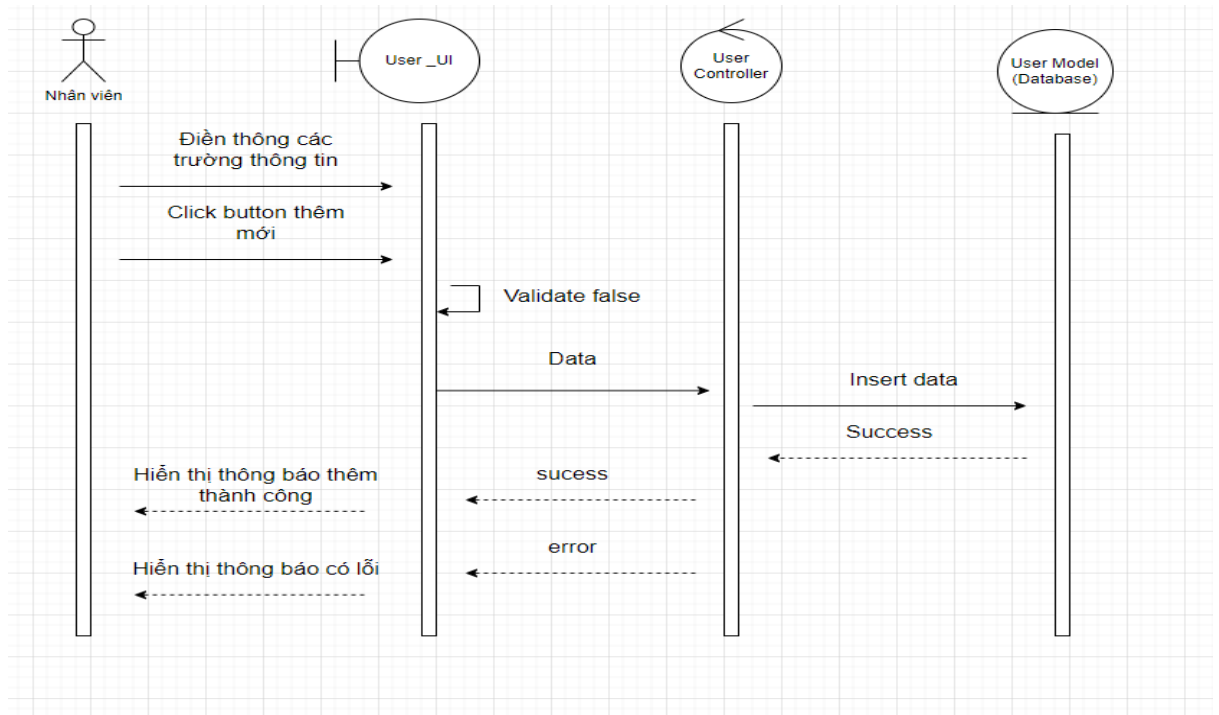 Nhân viên
User _UI
User
Controller
User Model
(Database)
Điền thông các
trường thông tin
Click button thêm
mới
Validate false
Data
Insert data
Success
sucess
Hiển thị thông báo thêm
thành công
error
Hiển thị thông báo có lỗi